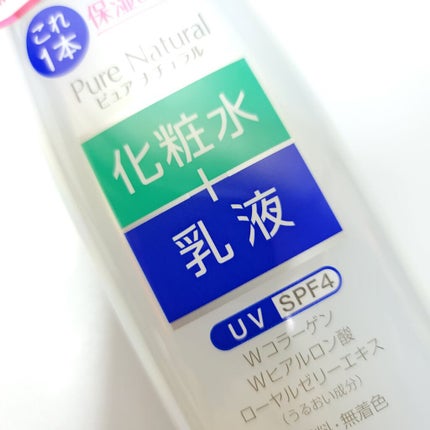 これ
1本
保湿
Pure Natural
ピュア ナチュラル
化粧水
+
乳液
UV SPF4
Wコラーゲン
Wヒアルロン酸
ローヤルゼリーエキス
(うるおい成分)
料・無着色